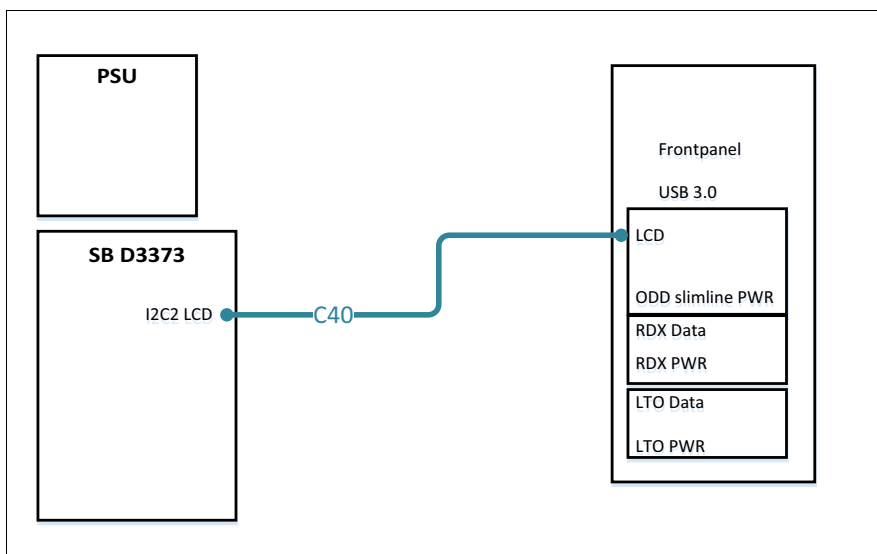 PSU
SB D3373
I2C2 LCD
C40
Frontpanel
USB 3.0
LCD
ODD slimline PWR
RDX Data
RDX PWR
LTO Data
LTO PWR